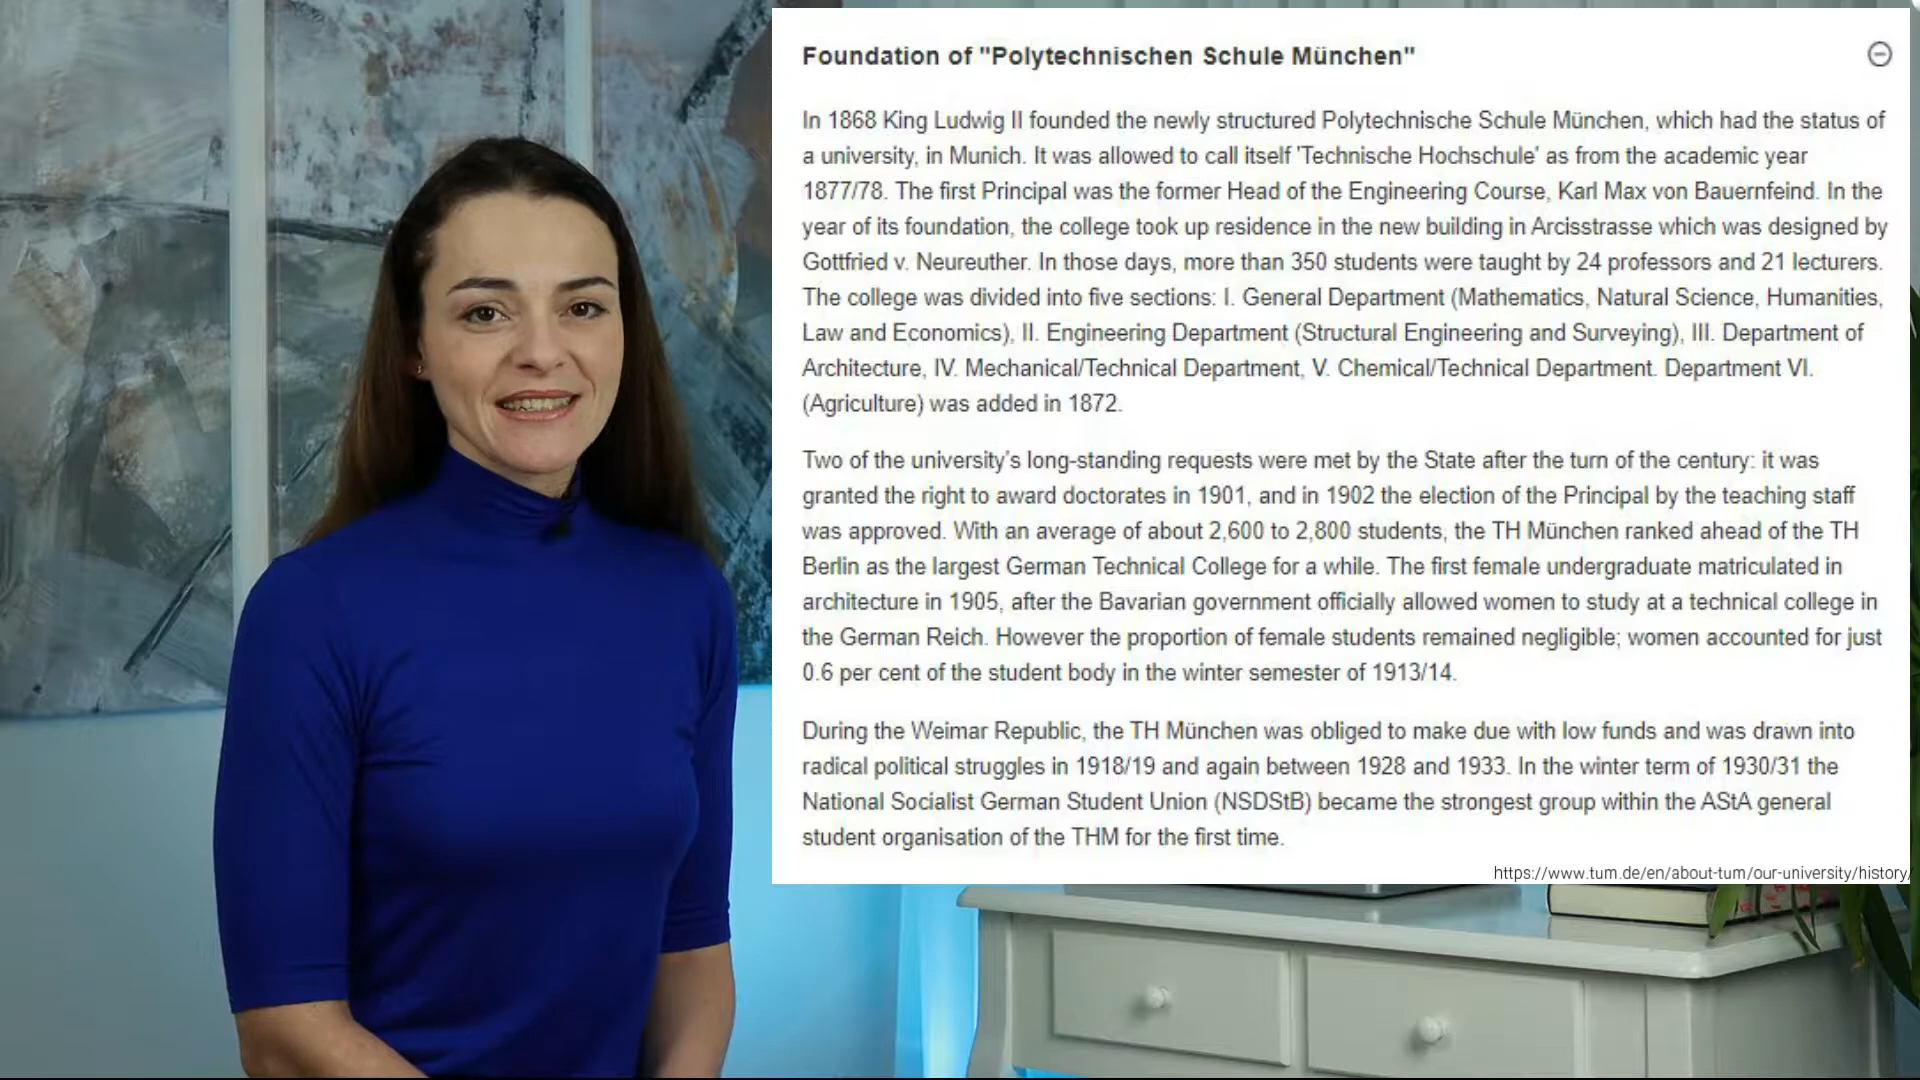 Foundation of "Polytechnischen Schule München"
In 1868 King Ludwig II founded the newly structured Polytechnische Schule München, which had the status of
a university, in Munich. It was allowed to call itself 'Technische Hochschule' as from the academic year
1877/78. The first Principal was the former Head of the Engineering Course, Karl Max von Bauernfeind. In the
year of its foundation, the college took up residence in the new building in Arcisstrasse which was designed by
Gottfried v. Neureuther. In those days, more than 350 students were taught by 24 professors and 21 lecturers.
The college was divided into five sections: I. General Department (Mathematics, Natural Science, Humanities,
Law and Economics), II. Engineering Department (Structural Engineering and Surveying), III. Department of
Architecture, IV. Mechanical/Technical Department, V. Chemical/Technical Department. Department VI.
(Agriculture) was added in 1872.
Two of the university's long-standing requests were met by the State after the turn of the century: it was
granted the right to award doctorates in 1901, and in 1902 the election of the Principal by the teaching staff
was approved. With an average of about 2,600 to 2,800 students, the TH München ranked ahead of the TH
Berlin as the largest German Technical College for a while. The first female undergraduate matriculated in
architecture in 1905, after the Bavarian government officially allowed women to study at a technical college in
the German Reich. However the proportion of female students remained negligible; women accounted for just
0.6 per cent of the student body in the winter semester of 1913/14.
During the Weimar Republic, the TH München was obliged to make due with low funds and was drawn into
radical political struggles in 1918/19 and again between 1928 and 1933. In the winter term of 1930/31 the
National Socialist German Student Union (NSDStB) became the strongest group within the AStA general
student organisation of the THM for the first time.
https://www.tum.de/en/about-tum/our-university/history/